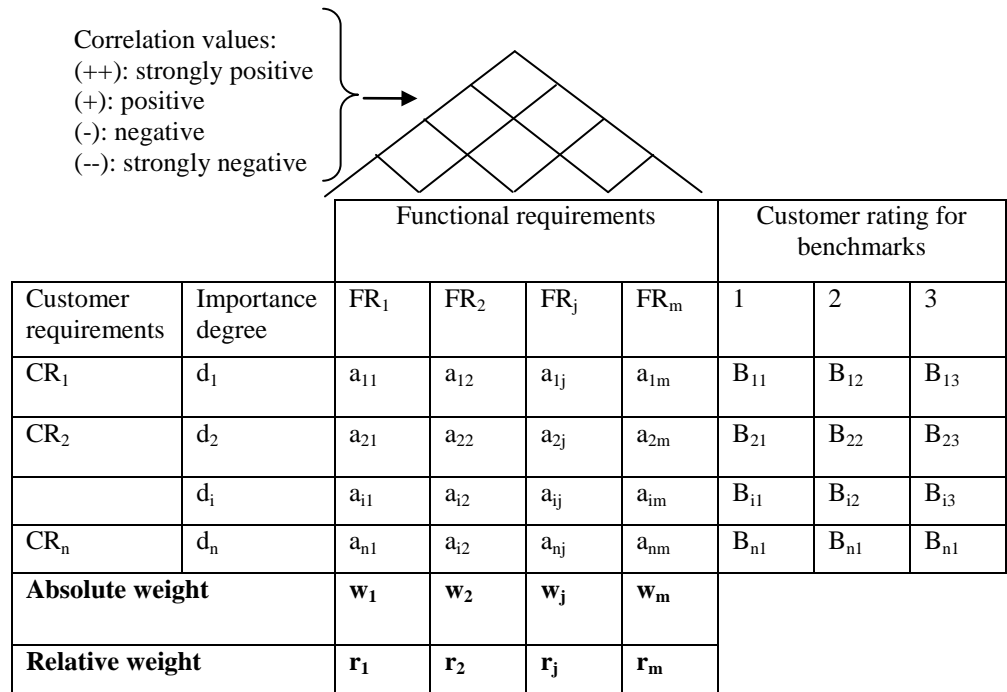 Correlation values:
(++): strongly positive
(+): positive
(-): negative
(--): strongly negative
Functional requirements
Customer rating for
benchmarks
Customer
requirements
Importance
degree
FR₁ FR₂ FRⱼ FRₘ 1 2 3
CR₁ d₁ a₁₁ a₁₂ a₁ⱼ a₁ₘ B₁₁ B₁₂ B₁₃
CR₂ d₂ a₂₁ a₂₂ a₂ⱼ a₂ₘ B₂₁ B₂₂ B₂₃
dᵢ aᵢ₁ aᵢ₂ aᵢⱼ aᵢₘ Bᵢ₁ Bᵢ₂ Bᵢ₃
CRₙ dₙ aₙ₁ aᵢ₂ aₙⱼ aₙₘ Bₙ₁ Bₙ₁ Bₙ₁
Absolute weight w₁ w₂ wⱼ wₘ
Relative weight r₁ r₂ rⱼ rₘ